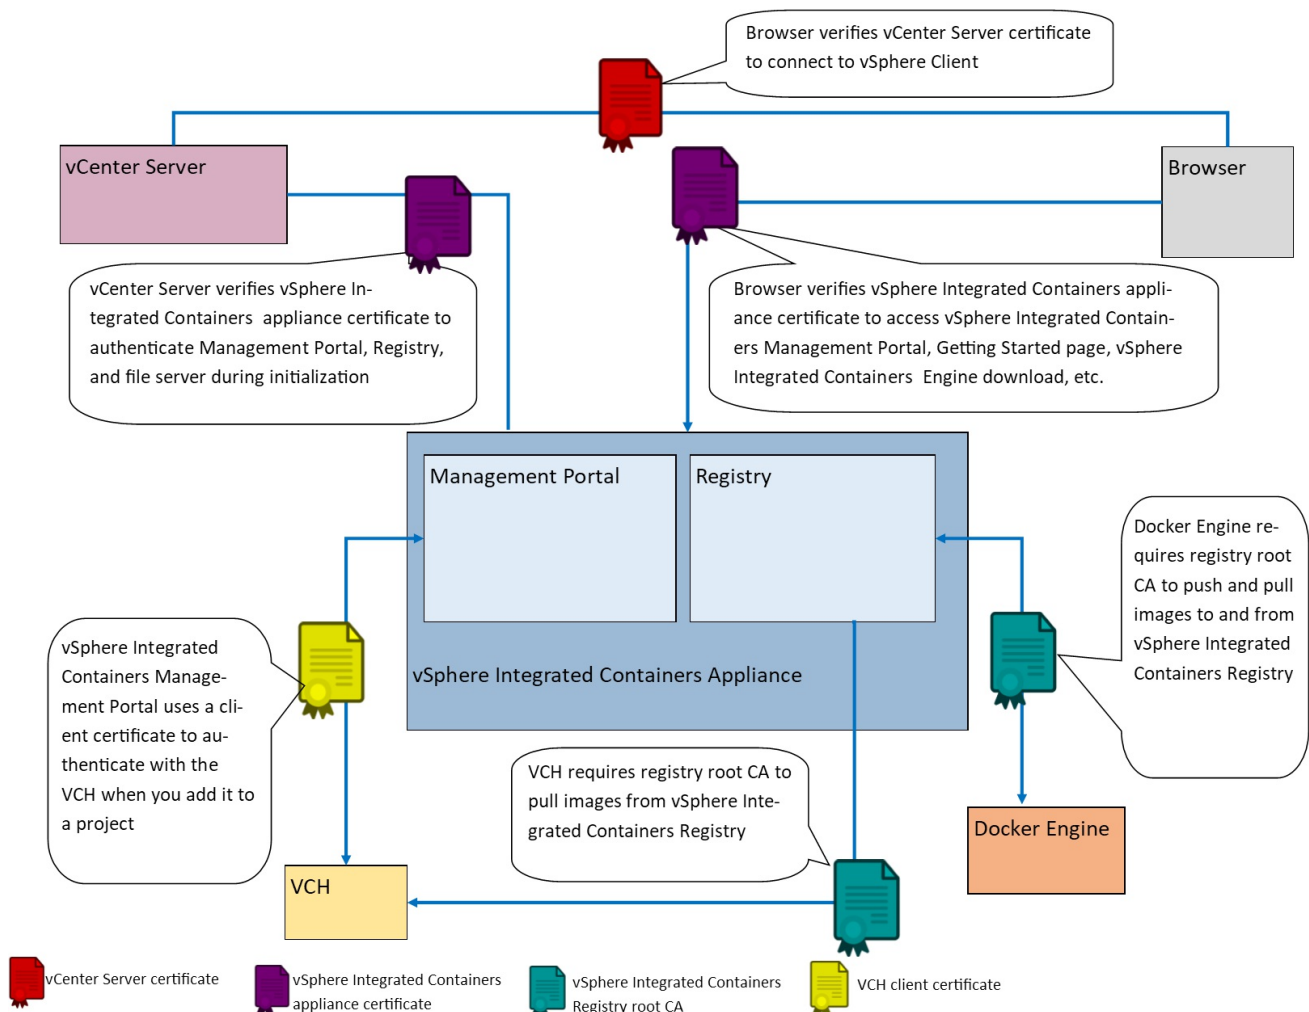 Browser verifies vCenter Server certificate
to connect to vSphere Client
vCenter Server
Browser
vCenter Server verifies vSphere In-
tegrated Containers appliance certificate to
authenticate Management Portal, Registry,
and file server during initialization
Browser verifies vSphere Integrated Containers appli-
ance certificate to access vSphere Integrated Contain-
ers Management Portal, Getting Started page, vSphere
Integrated Containers Engine download, etc.
Management Portal
Registry
vSphere Integrated Containers Appliance
Docker Engine re-
quires registry root
CA to push and pull
images to and from
vSphere Integrated
Containers Registry
vSphere Integrated
Containers Manage-
ment Portal uses a cli-
ent certificate to au-
thenticate with the
VCH when you add it to
a project
VCH requires registry root CA to
pull images from vSphere Inte-
grated Containers Registry
Docker Engine
VCH
vCenter Server certificate
vSphere Integrated Containers
appliance certificate
vSphere Integrated Containers
Registry root CA
VCH client certificate